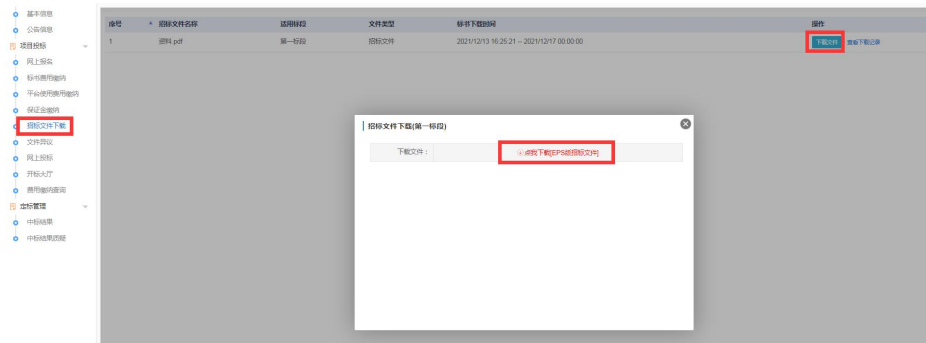 基本信息
公告信息
项目投标
网上报名
标书费用缴纳
平台使用费用缴纳
保证金缴纳
招标文件下载
文件异议
网上投标
开标大厅
费用缴纳查询
定标管理
中标结果
中标结果质疑
序号 * 招标文件名称 适用标段 文件类型 标书下载时间 操作
1 资料.pdf 第一标段 招标文件 2021/12/13 16:25:21 -- 2021/12/17 00:00:00 下载文件 查看下载记录
招标文件下载(第一标段)
下载文件： 点我下载[EPS版招标文件]